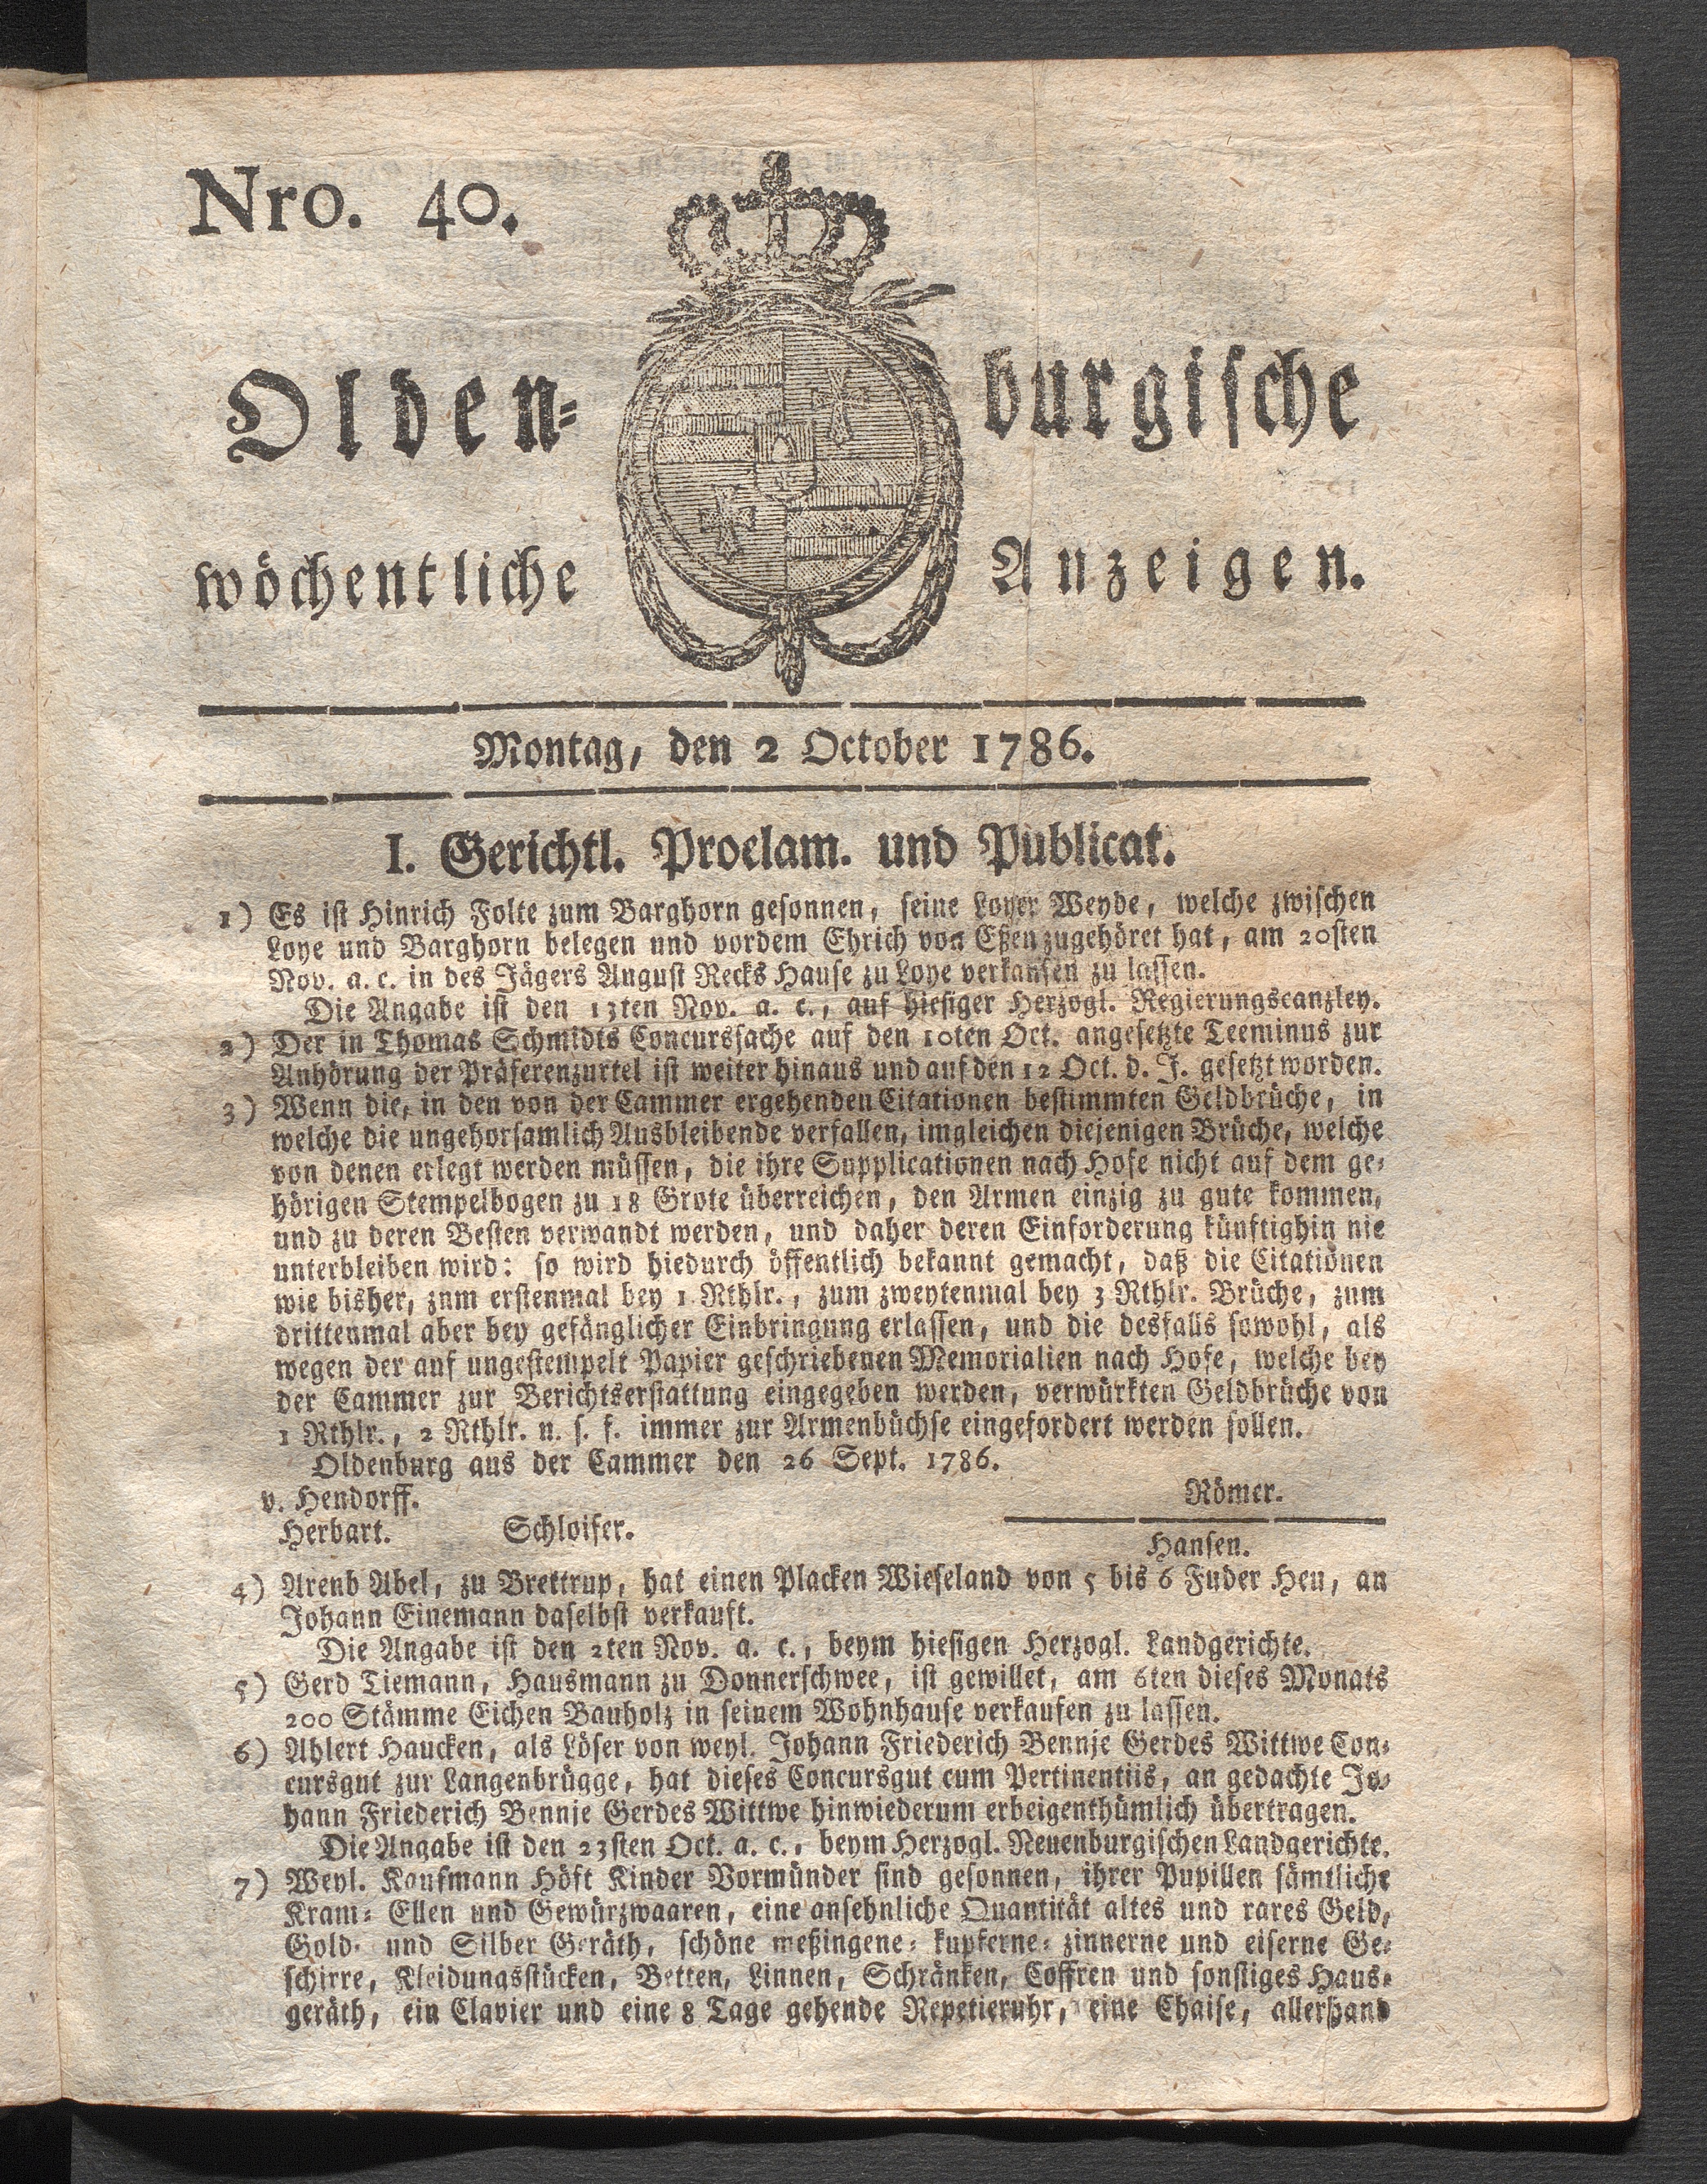 Nro. 40.
Olden-burgische
wöchentliche Anzeigen.
Montag, den 2 October 1786.
I. Gerichtl. Proclam. und Publicat.
1) Es ist Hinrich Folte zum Barghorn gesonnen, seine Loyer Weyde, welche zwischen
Loye und Barghorn belegen und vordem Ehrich von Eßen zugehöret hat, am 20sten
Nov. a. c. in des Jägers August Recks Hause zu Loye verkaufen zu lassen.
Die Angabe ist den 13ten Nov. a. c., auf hiesiger Herzogl. Regierungscanzley.
2) Der in Thomas Schmidts Concurssache auf den 10ten Oct. angesetzte Teeminus zur
Anhörung der Präferenzurtel ist weiter hinaus und auf den 12 Oct. d. J. gesetzt worden.
3) Wenn die, in den von der Cammer ergehenden Citationen bestimmten Geldbrüche, in
welche die ungehorsamlich Ausbleibende verfallen, imgleichen diejenigen Brüche, welche
von denen erlegt werden müssen, die ihre Supplicationen nach Hofe nicht auf dem ge-
hörigen Stempelbogen zu 18 Grote überreichen, den Armen einzig zu gute kommen,
und zu deren Besten verwandt werden, und daher deren Einforderung künftighin nie
unterbleiben wird: so wird hiedurch öffentlich bekannt gemacht, daß die Citationen
wie bisher, zum erstenmal bey 1 Rthlr., zum zweytenmal bey 3 Rthlr. Brüche, zum
drittenmal aber bey gefänglicher Einbringung erlassen, und die desfalls sowohl, als
wegen der auf ungestempelt Papier geschriebenen Memorialien nach Hofe, welche bey
der Cammer zur Berichtserstattung eingegeben werden, verwürkten Geldbrüche von
1 Rthlr., 2 Rthlr. u. s. f. immer zur Armenbüchse eingefordert werden sollen.
Oldenburg aus der Cammer den 26 Sept. 1786.
v. Hendorff. Römer.
Herbart. Schloifer.
Hansen.
4) Arend Abel, zu Brettrup, hat einen Placken Wieseland von 5 bis 6 Fuder Heu, an
Johann Einemann daselbst verkauft.
Die Angabe ist den 2ten Nov. a. c., beym hiesigen Herzogl. Landgerichte.
5) Gerd Tiemann, Hausmann zu Donnerschwee, ist gewillet, am 6ten dieses Monats
200 Stämme Eichen Bauholz in seinem Wohnhause verkaufen zu lassen.
6) Ahlert Haucken, als Löser von weyl. Johann Friederich Bennje Gerdes Wittwe Con-
cursgut zur Langenbrügge, hat dieses Concursgut cum Pertinentiis, an gedachte Jo-
hann Friederich Bennje Gerdes Wittwe hinwiederum erbeigenthümlich übertragen.
Die Angabe ist den 23sten Oct. a. c., beym Herzogl. Neuenburgischen Landgerichte.
7) Weyl. Kaufmann Höft Kinder Vormünder sind gesonnen, ihrer Pupillen sämtliche
Kram- Ellen und Gewürzwaaren, eine ansehnliche Quantität altes und rares Geld,
Gold- und Silber Geräth, schöne meßingene- kupferne- zinnerne und eiserne Ge-
schirre, Kleidungsstücken, Betten, Linnen, Schränken, Coffren und sonstiges Haus-
geräth, ein Clavier und eine 8 Tage gehende Repetieruhr, eine Chaise, allerhand